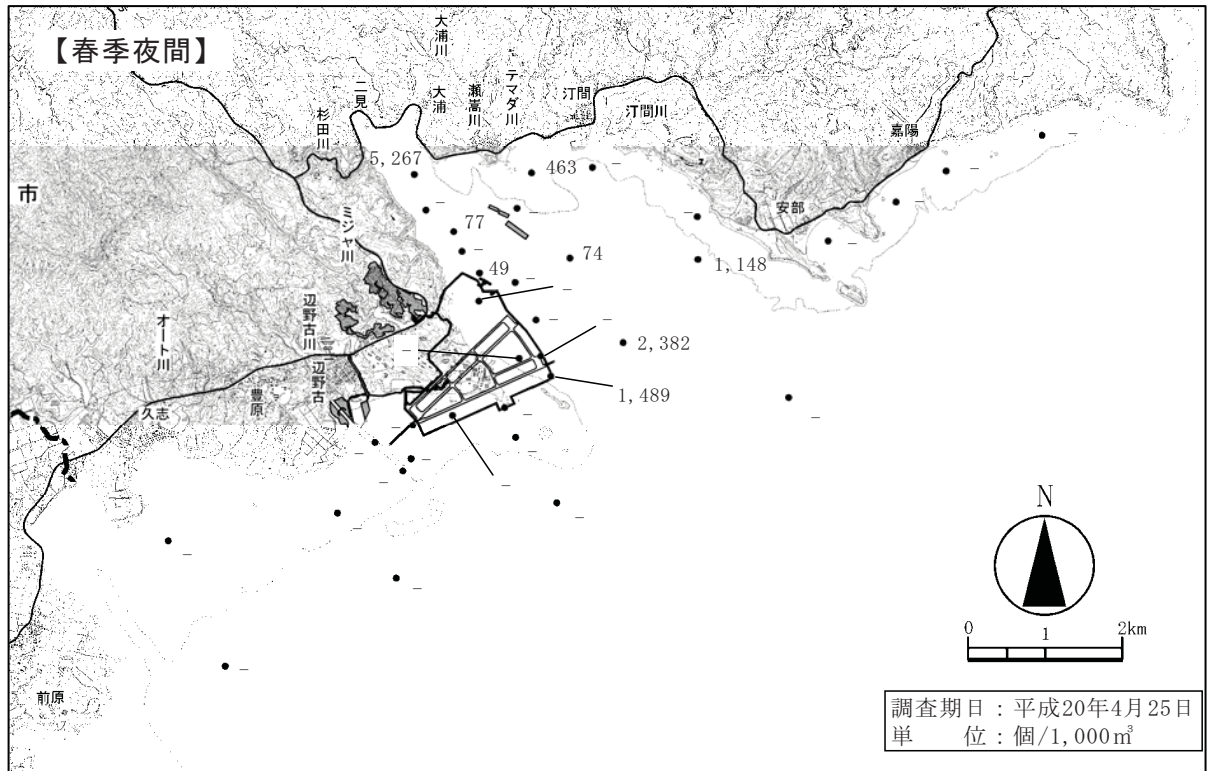 【春季夜間】
大浦川
テマダ川
汀間
二見
大浦
瀬嵩川
汀間川
杉田川
嘉陽
5,267
463
市
安部
ミジャ川
77
74
1,148
49
辺野古川
オート川
2,382
辺野古
豊原
1,489
久志
N
0 1 2km
前原
調査期日：平成20年4月25日
単　　位：個/1,000㎥